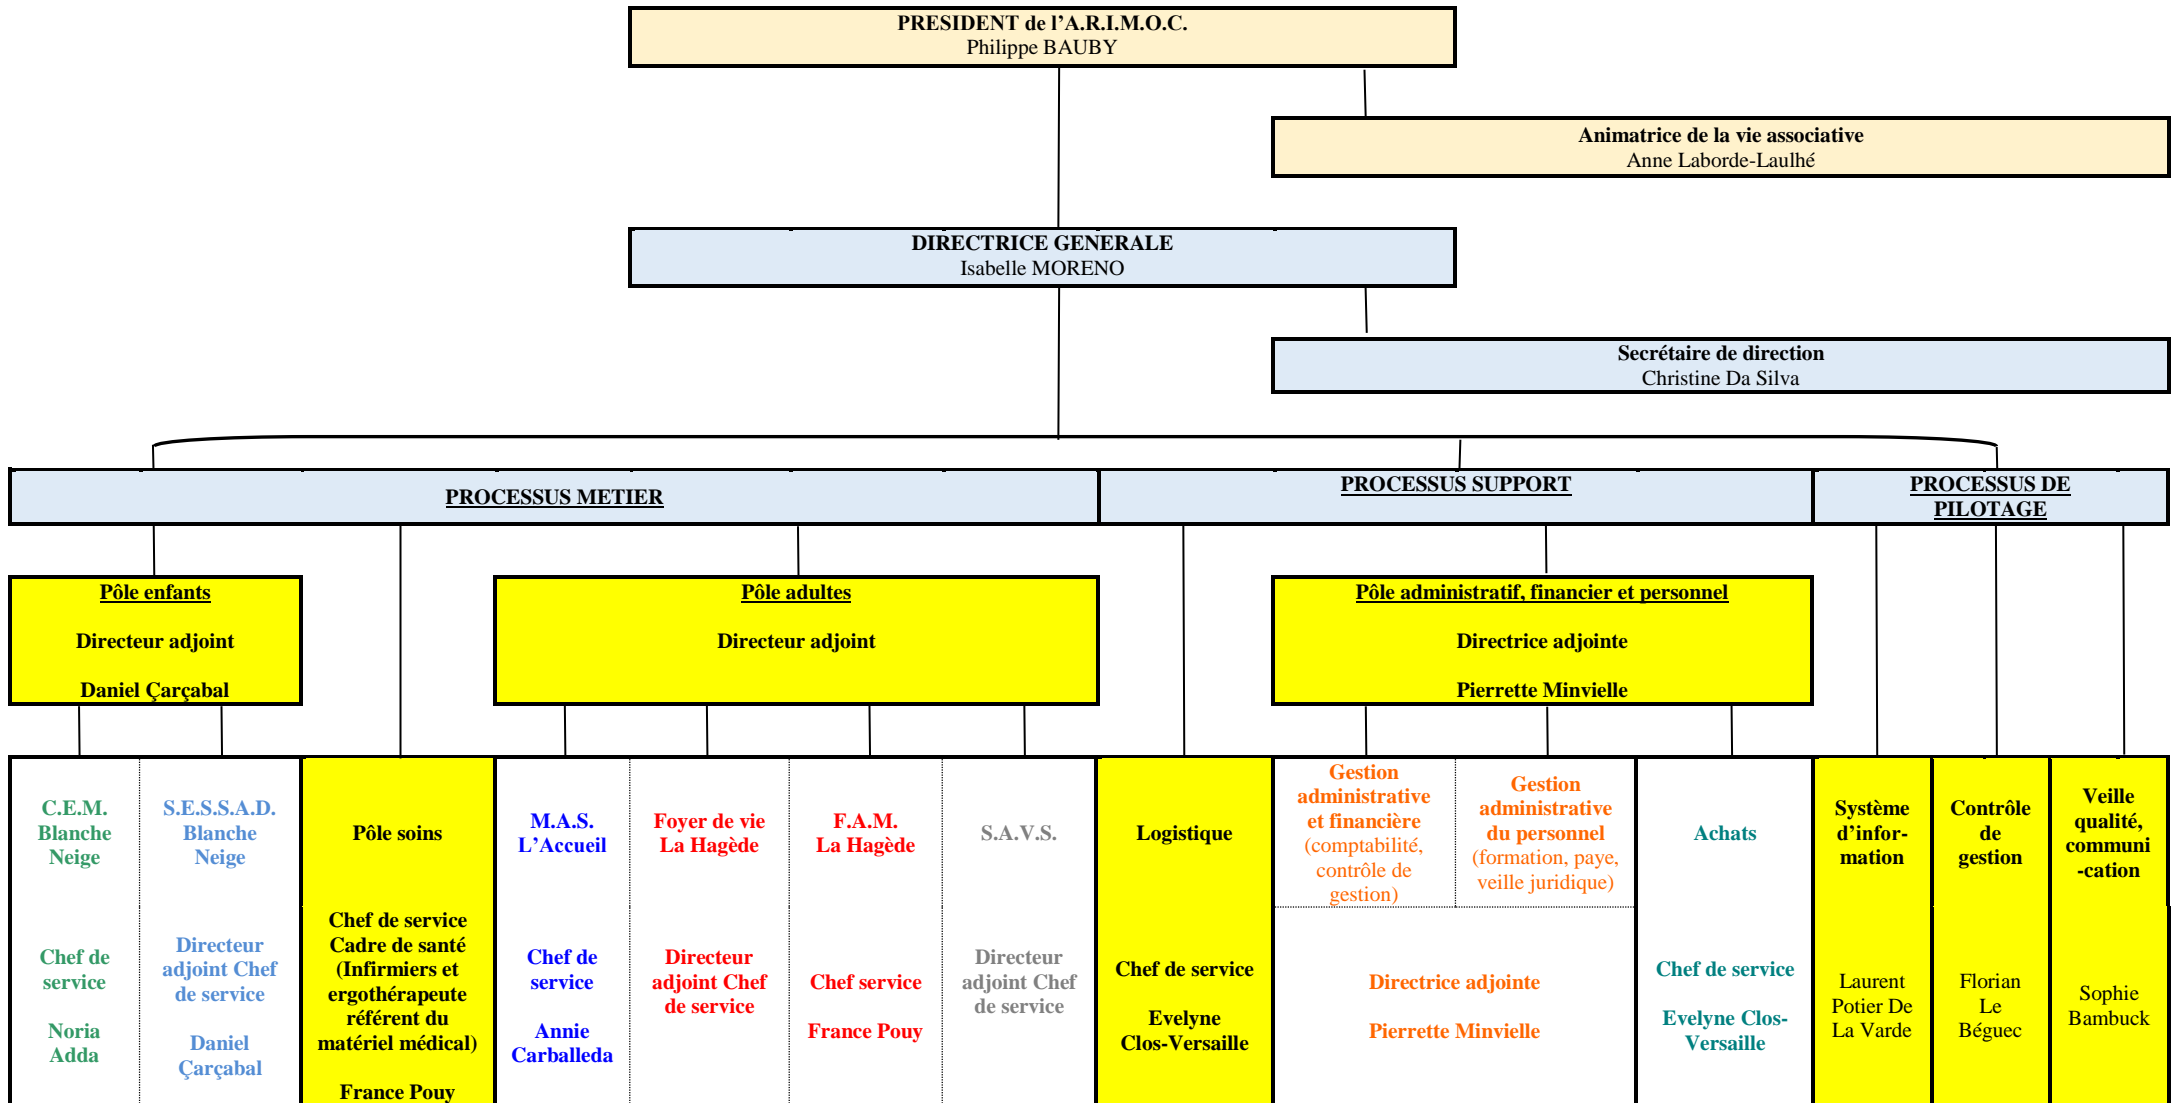 PRESIDENT de l’A.R.I.M.O.C.
Philippe BAUBY
Animatrice de la vie associative
Anne Laborde-Laulhé
DIRECTRICE GENERALE
Isabelle MORENO
Secrétaire de direction
Christine Da Silva
PROCESSUS METIER
PROCESSUS SUPPORT
PROCESSUS DE
PILOTAGE
Pôle enfants
Directeur adjoint
Daniel Çarçabal
Pôle adultes
Directeur adjoint
Pôle administratif, financier et personnel
Directrice adjointe
Pierrette Minvielle
C.E.M.
Blanche
Neige
S.E.S.S.A.D.
Blanche
Neige
Pôle soins
M.A.S.
L’Accueil
Foyer de vie
La Hagède
F.A.M.
La Hagède
S.A.V.S.
Logistique
Gestion
administrative
et financière
(comptabilité,
contrôle de
gestion)
Gestion
administrative
du personnel
(formation, paye,
veille juridique)
Achats
Système
d’infor-
mation
Contrôle
de
gestion
Veille
qualité,
communi
-cation
Chef de
service
Noria
Adda
Directeur
adjoint Chef
de service
Daniel
Çarçabal
Chef de service
Cadre de santé
(Infirmiers et
ergothérapeute
référent du
matériel médical)
France Pouy
Chef de
service
Annie
Carballeda
Directeur
adjoint Chef
de service
Chef service
France Pouy
Directeur
adjoint Chef
de service
Chef de service
Evelyne
Clos-Versaille
Directrice adjointe
Pierrette Minvielle
Chef de service
Evelyne Clos-
Versaille
Laurent
Potier De
La Varde
Florian
Le
Béguec
Sophie
Bambuck